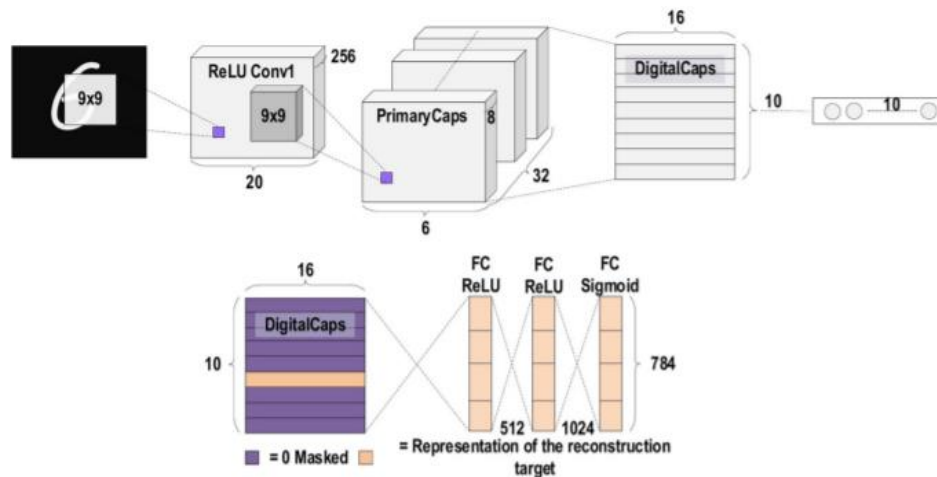 16
256
ReLU Conv1
DigitalCaps
9x9
9x9
PrimaryCaps
8
10
10
32
20
6
16
FC
ReLU
FC
ReLU
FC
Sigmoid
DigitalCaps
10
784
512
1024
= 0 Masked
= Representation of the reconstruction
target